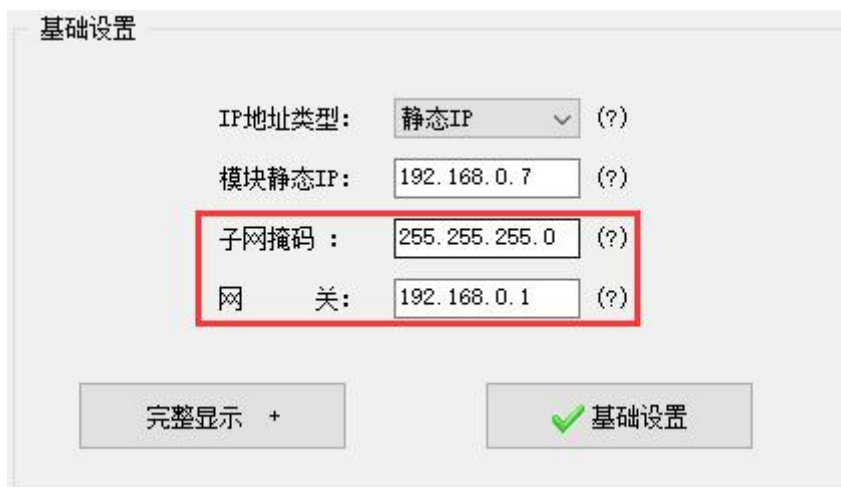 基础设置
IP地址类型: 静态IP (?)
模块静态IP: 192.168.0.7 (?)
子网掩码 : 255.255.255.0 (?)
网 关: 192.168.0.1 (?)
完整显示 + 基础设置